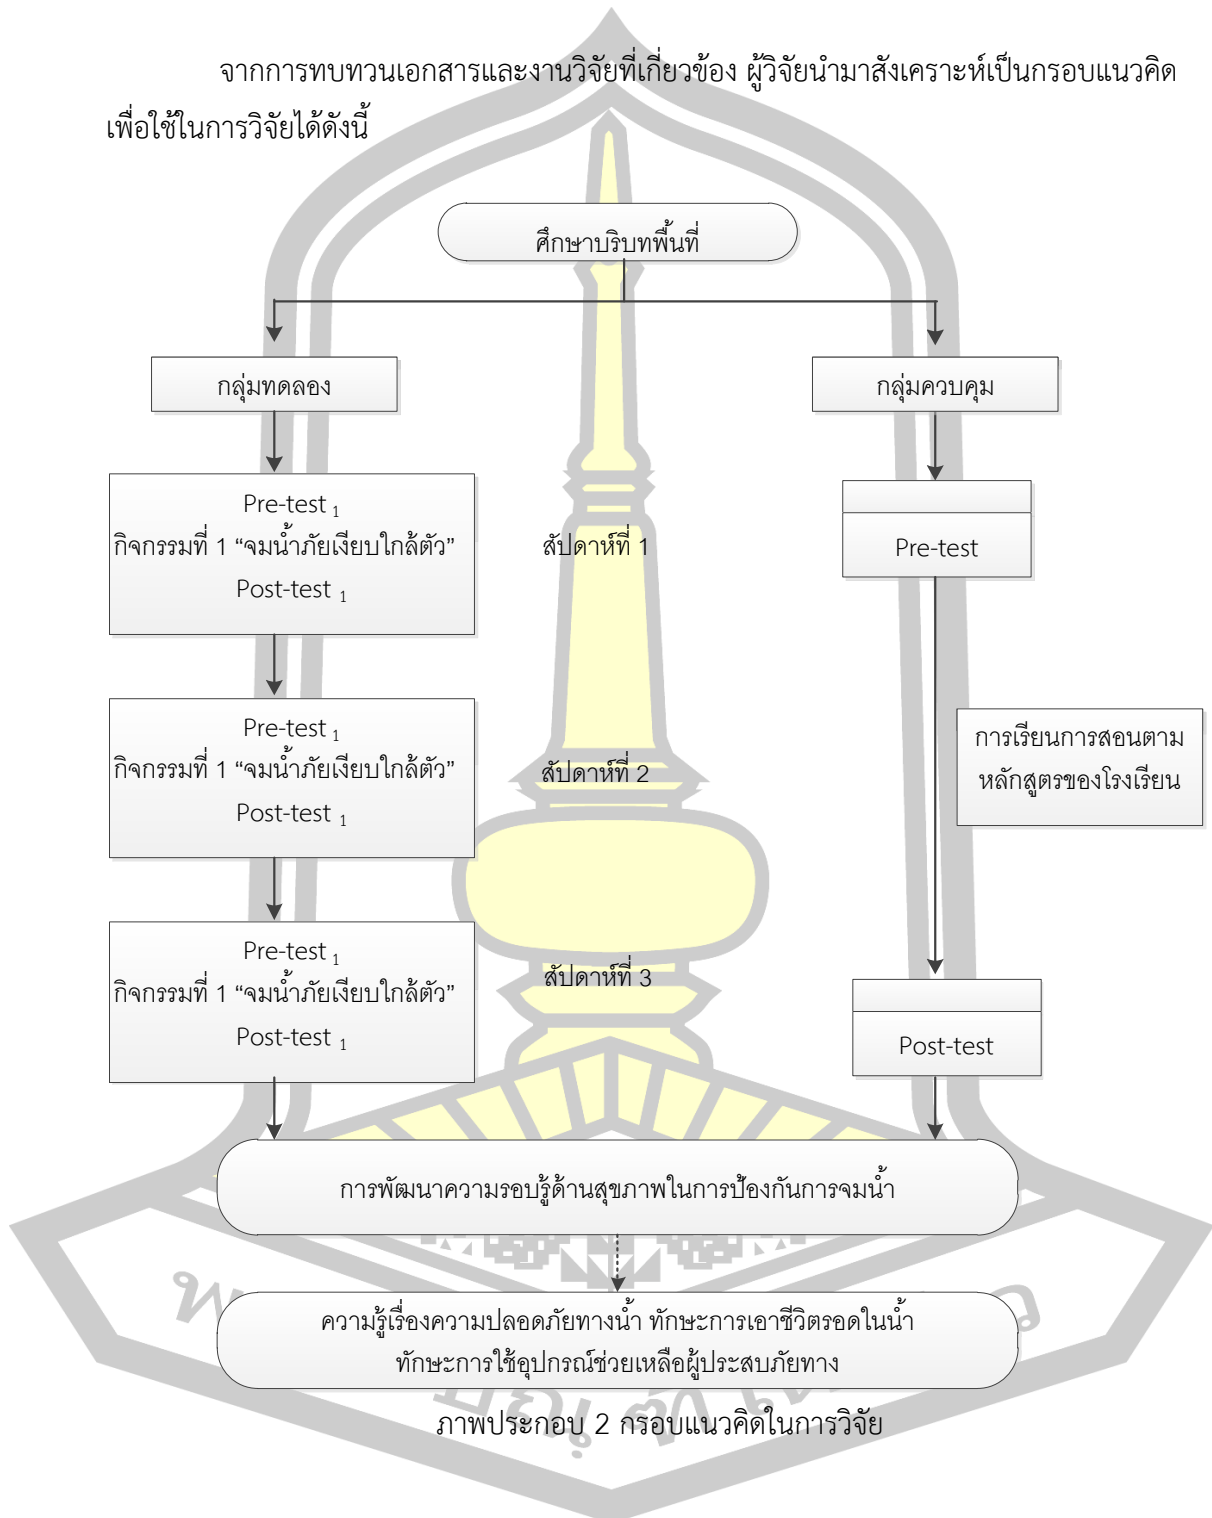 จากการทบทวนเอกสารและงานวิจัยที่เกี่ยวข้อง ผู้วิจัยนำมาสังเคราะห์เป็นกรอบแนวคิด
เพื่อใช้ในการวิจัยได้ดังนี้
ศึกษาบริบทพื้นที่
กลุ่มทดลอง
กลุ่มควบคุม
Pre-test 1
กิจกรรมที่ 1 “จมน้ำภัยเงียบใกล้ตัว”
Post-test 1
สัปดาห์ที่ 1
Pre-test
Pre-test 1
กิจกรรมที่ 1 “จมน้ำภัยเงียบใกล้ตัว”
Post-test 1
สัปดาห์ที่ 2
การเรียนการสอนตาม
หลักสูตรของโรงเรียน
Pre-test 1
กิจกรรมที่ 1 “จมน้ำภัยเงียบใกล้ตัว”
Post-test 1
สัปดาห์ที่ 3
Post-test
การพัฒนาความรอบรู้ด้านสุขภาพในการป้องกันการจมน้ำ
ความรู้เรื่องความปลอดภัยทางน้ำ ทักษะการเอาชีวิตรอดในน้ำ
ทักษะการใช้อุปกรณ์ช่วยเหลือผู้ประสบภัยทาง
ภาพประกอบ 2 กรอบแนวคิดในการวิจัย